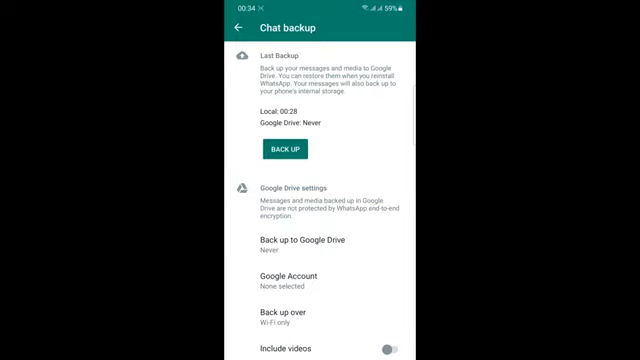 00:34
59%
Chat backup
Last Backup
Back up your messages and media to Google
Drive. You can restore them when you reinstall
WhatsApp. Your messages will also back up to
your phone's internal storage.
Local: 00:28
Google Drive: Never
BACK UP
Google Drive settings
Messages and media backed up in Google
Drive are not protected by WhatsApp end-to-end
encryption.
Back up to Google Drive
Never
Google Account
None selected
Back up over
Wi-Fi only
Include videos